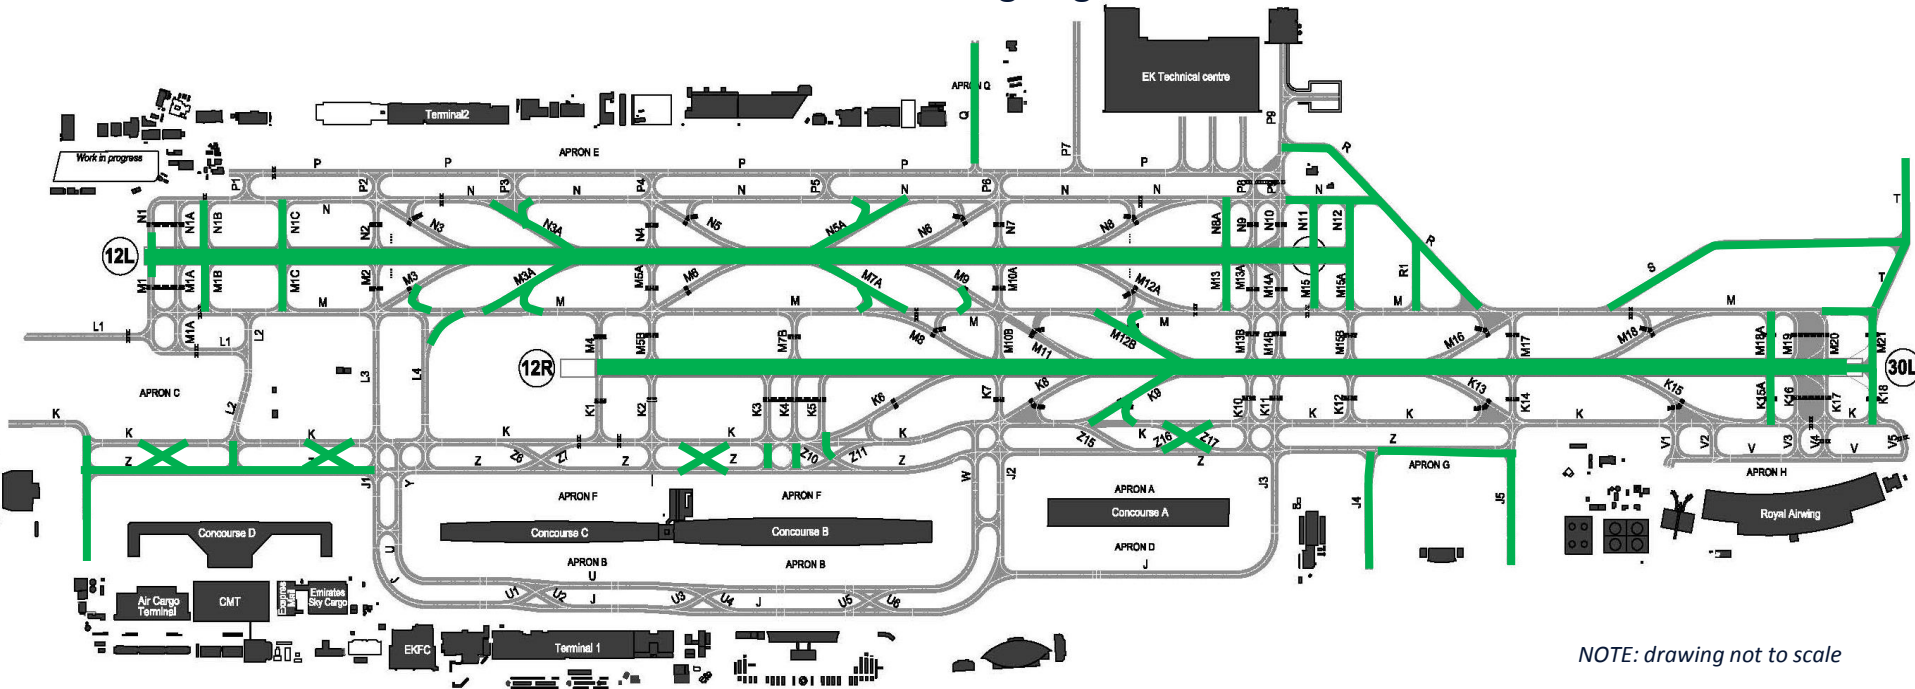 EK Technical centre
APRON Q
Q
Terminal2
P9
P7
Work in progress
APRON E
R
P P P P P
P1 P2 P3 P4 P5 P6 P8
N N N N N N N
T
N1 N1A N1B N1C N N2 N3 N3A N4 N5 N5A N6 N7 N8 N8A N9 N10 N11 N12
12L
R
S
T
M1 M1A M1B M1C M2 M3 M3A M5A M6 M7A M9 M10A M12A M13 M13A M14A M15 M15A R1
M M M M M M
L1 M1A L1 L2
M4 M5B M7B M8 M10B M11 M12B M13B M14B M15B M16 M17 M18 M18A M19 M20 M21
12R
30L
L3 L4
APRON C
L2
K1 K2 K3 K4 K5 K6 K7 K8 K9 K10 K11 K12 K13 K14 K15 K15A K16 K17 K18
K K K K K K K K K K
Z Z6 Z7 Z Z Z10 Z11 Z Z15 Z16 Z17 Z Z
V1 V2 V V3 V4 V V5
J1 Y W J2 J3 J4 J5
APRON G
APRON H
APRON F
APRON F
APRON A
Concourse D
Concourse C
Concourse B
Concourse A
Royal Airwing
APRON B
APRON B
APRON D
U J U J
U1 U2 J U3 U4 J U5 U6
Air Cargo
Terminal
CMT
Express
Mail
Emirates
Sky Cargo
EKFC
Terminal 1
NOTE: drawing not to scale